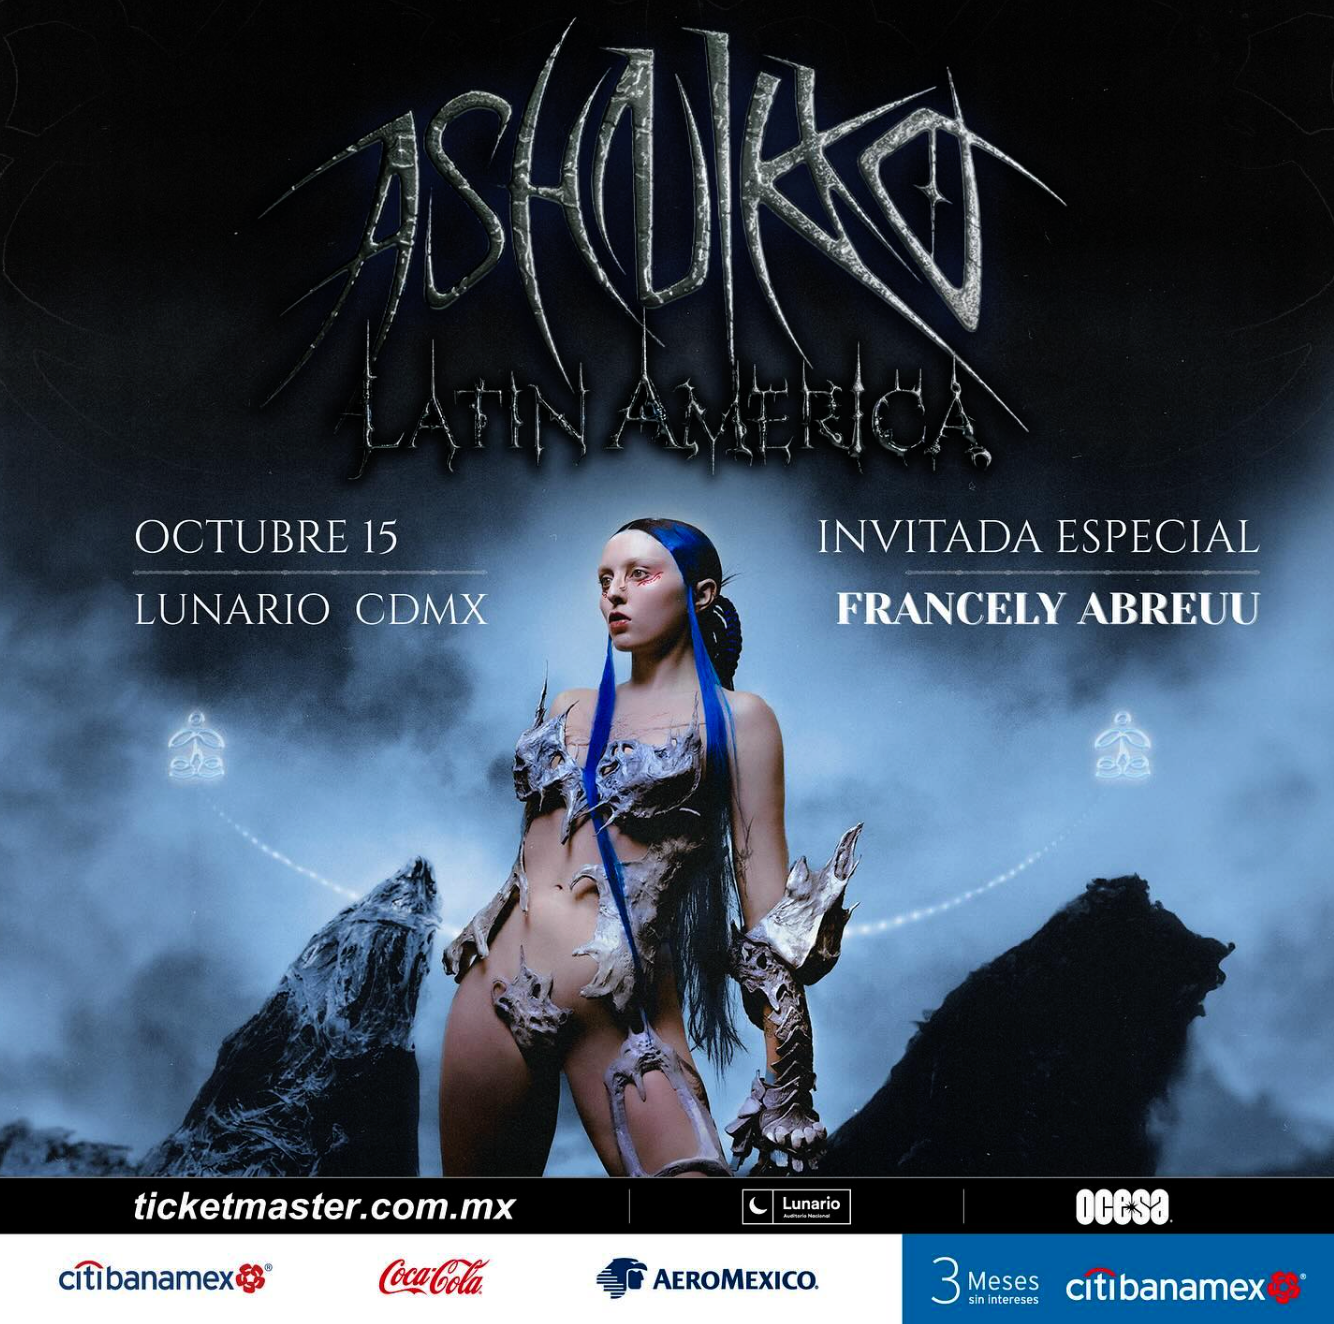 ASHNIKKO
LATIN AMERICA
OCTUBRE 15
LUNARIO CDMX
INVITADA ESPECIAL
FRANCELY ABREUU
ticketmaster.com.mx
Lunario
Auditorio Nacional
OCESA
citibanamex
Coca-Cola
AEROMEXICO.
3 Meses
sin intereses
citibanamex